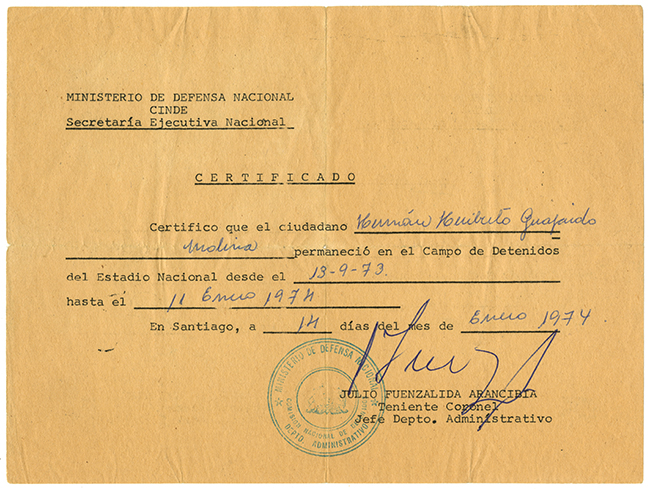 MINISTERIO DE DEFENSA NACIONAL
CINDE
Secretaría Ejecutiva Nacional
CERTIFICADO
Certifico que el ciudadano Hernán Huiberto Guajardo
Molina permaneció en el Campo de Detenidos
del Estadio Nacional desde el 13-9-73.
hasta el 11 Enero 1974
En Santiago, a 14 días del mes de Enero 1974.
MINISTERIO DE DEFENSA NACIONAL
NACIONAL DE
DEPTO. ADMINISTRATIVO
JULIO FUENZALIDA ARANCIBIA
Teniente Coronel
Jefe Depto. Administrativo